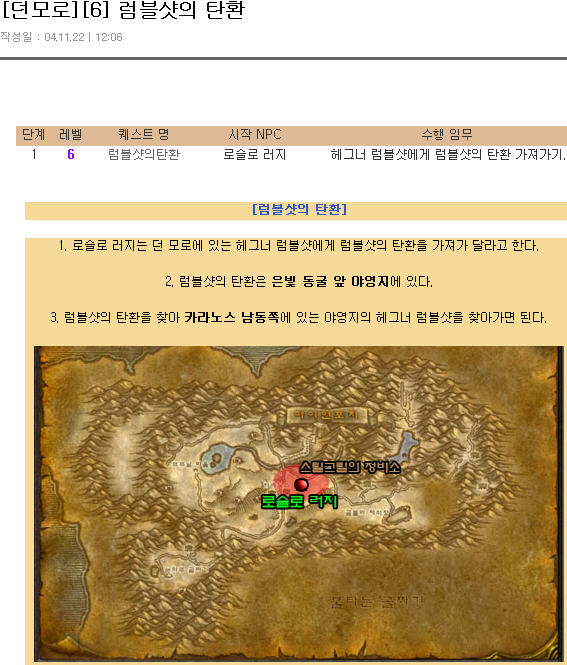 [던모로][6] 럼블샷의 탄환
작성일 : 04.11.22 | 12:06
단계 레벨 퀘스트 명 시작 NPC 수행 임무
1 6 럼블샷의탄환 로슬로 러지 헤그너 럼블샷에게 럼블샷의 탄환 가져가기.
[럼블샷의 탄환]
1. 로슬로 러지는 던 모로에 있는 헤그너 럼블샷에게 럼블샷의 탄환을 가져가 달라고 한다.
2. 럼블샷의 탄환은 은빛 동굴 앞 야영지에 있다.
3. 럼블샷의 탄환을 찾아 카라노스 남동쪽에 있는 야영지의 헤그너 럼블샷을 찾아가면 된다.
아이언포지
스틸그릴의 정비소
로슬로 러지
불타는 골짜기